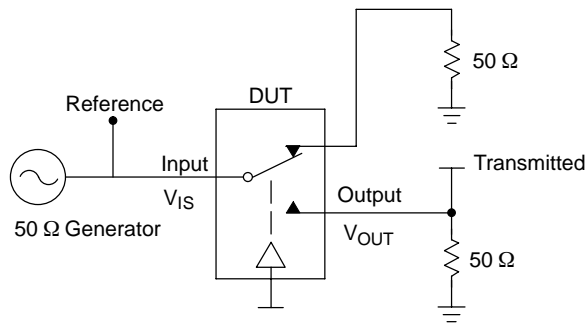 DUT
50 Ω
Reference
Input
Transmitted
Output
V_IS
V_OUT
50 Ω Generator
50 Ω